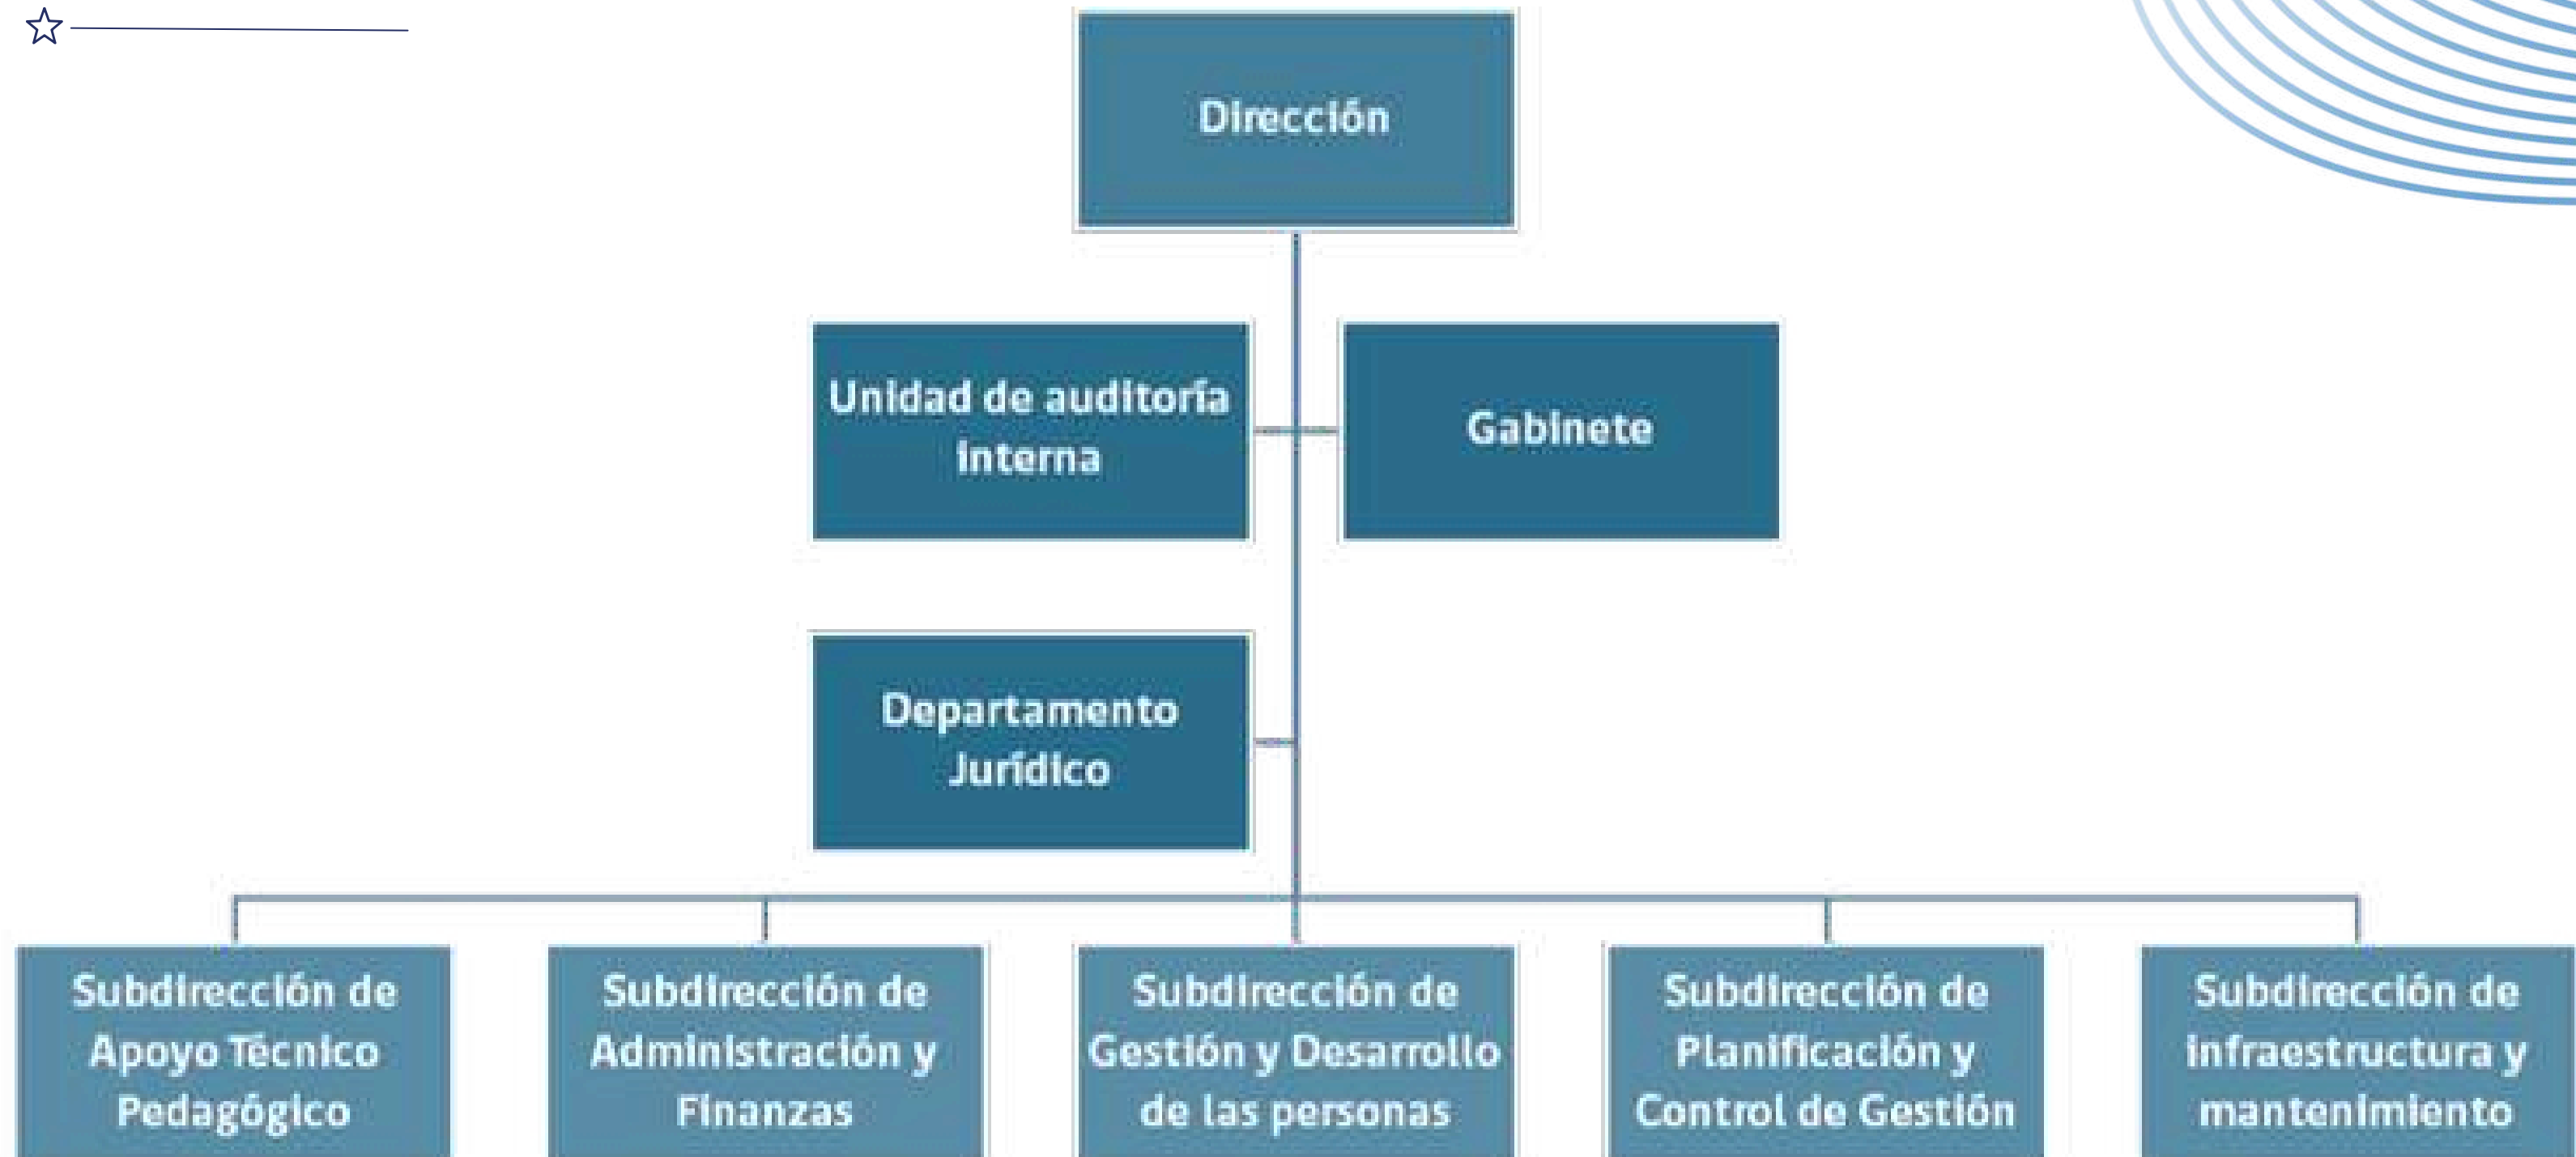 Dirección
Unidad de auditoría
interna
Gabinete
Departamento
Jurídico
Subdirección de
Apoyo Técnico
Pedagógico
Subdirección de
Administración y
Finanzas
Subdirección de
Gestión y Desarrollo
de las personas
Subdirección de
Planificación y
Control de Gestión
Subdirección de
infraestructura y
mantenimiento